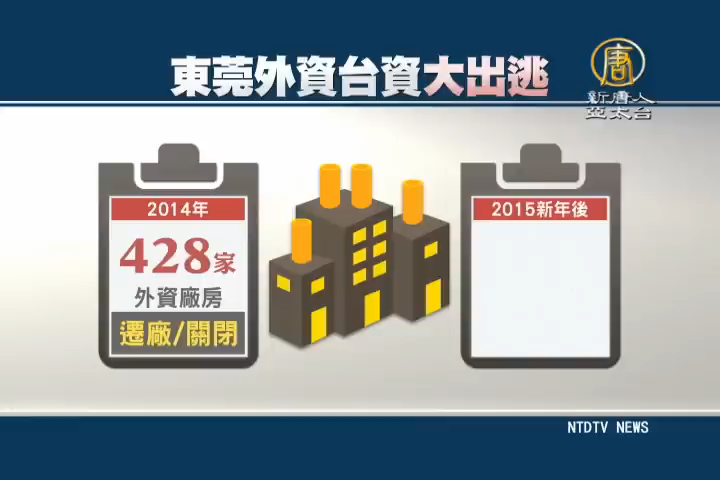 東莞外資台資大出逃
唐
新唐人
亞太台
2014年
428家
外資廠房
遷廠/關閉
2015新年後
NTDTV NEWS